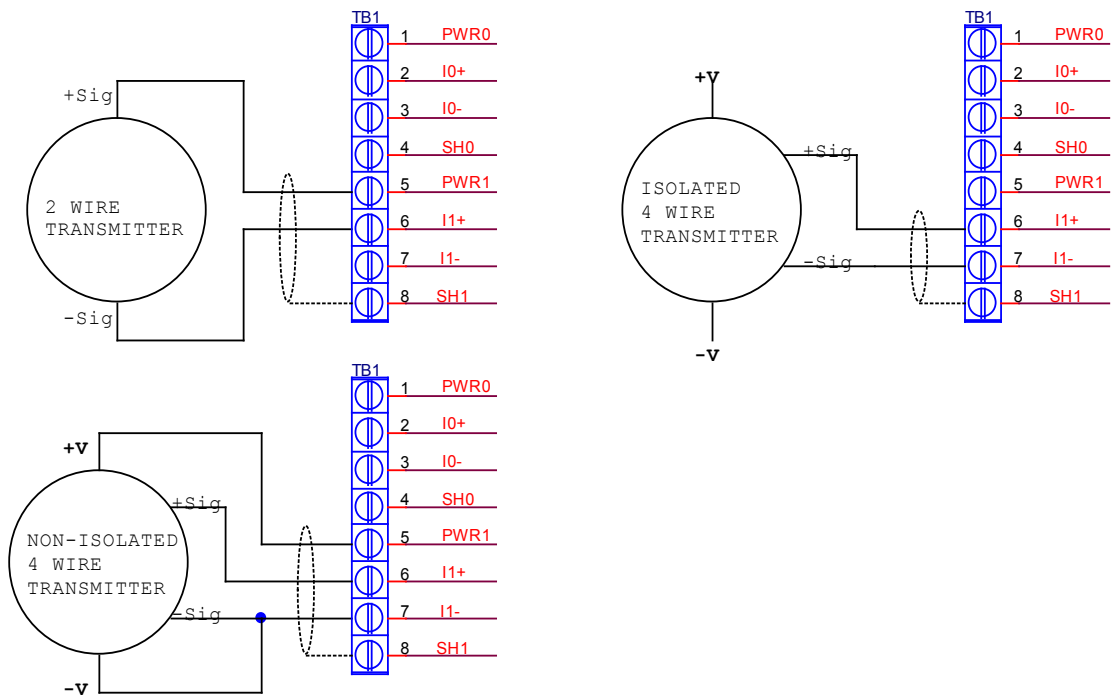 TB1
1 PWR0
2 I0+
3 I0-
4 SH0
5 PWR1
6 I1+
7 I1-
8 SH1
+Sig
2 WIRE
TRANSMITTER
-Sig
TB1
1 PWR0
2 I0+
3 I0-
4 SH0
5 PWR1
6 I1+
7 I1-
8 SH1
+V
+Sig
ISOLATED
4 WIRE
TRANSMITTER
-Sig
-V
TB1
1 PWR0
2 I0+
3 I0-
4 SH0
5 PWR1
6 I1+
7 I1-
8 SH1
+V
+Sig
NON-ISOLATED
4 WIRE
TRANSMITTER
-Sig
-V